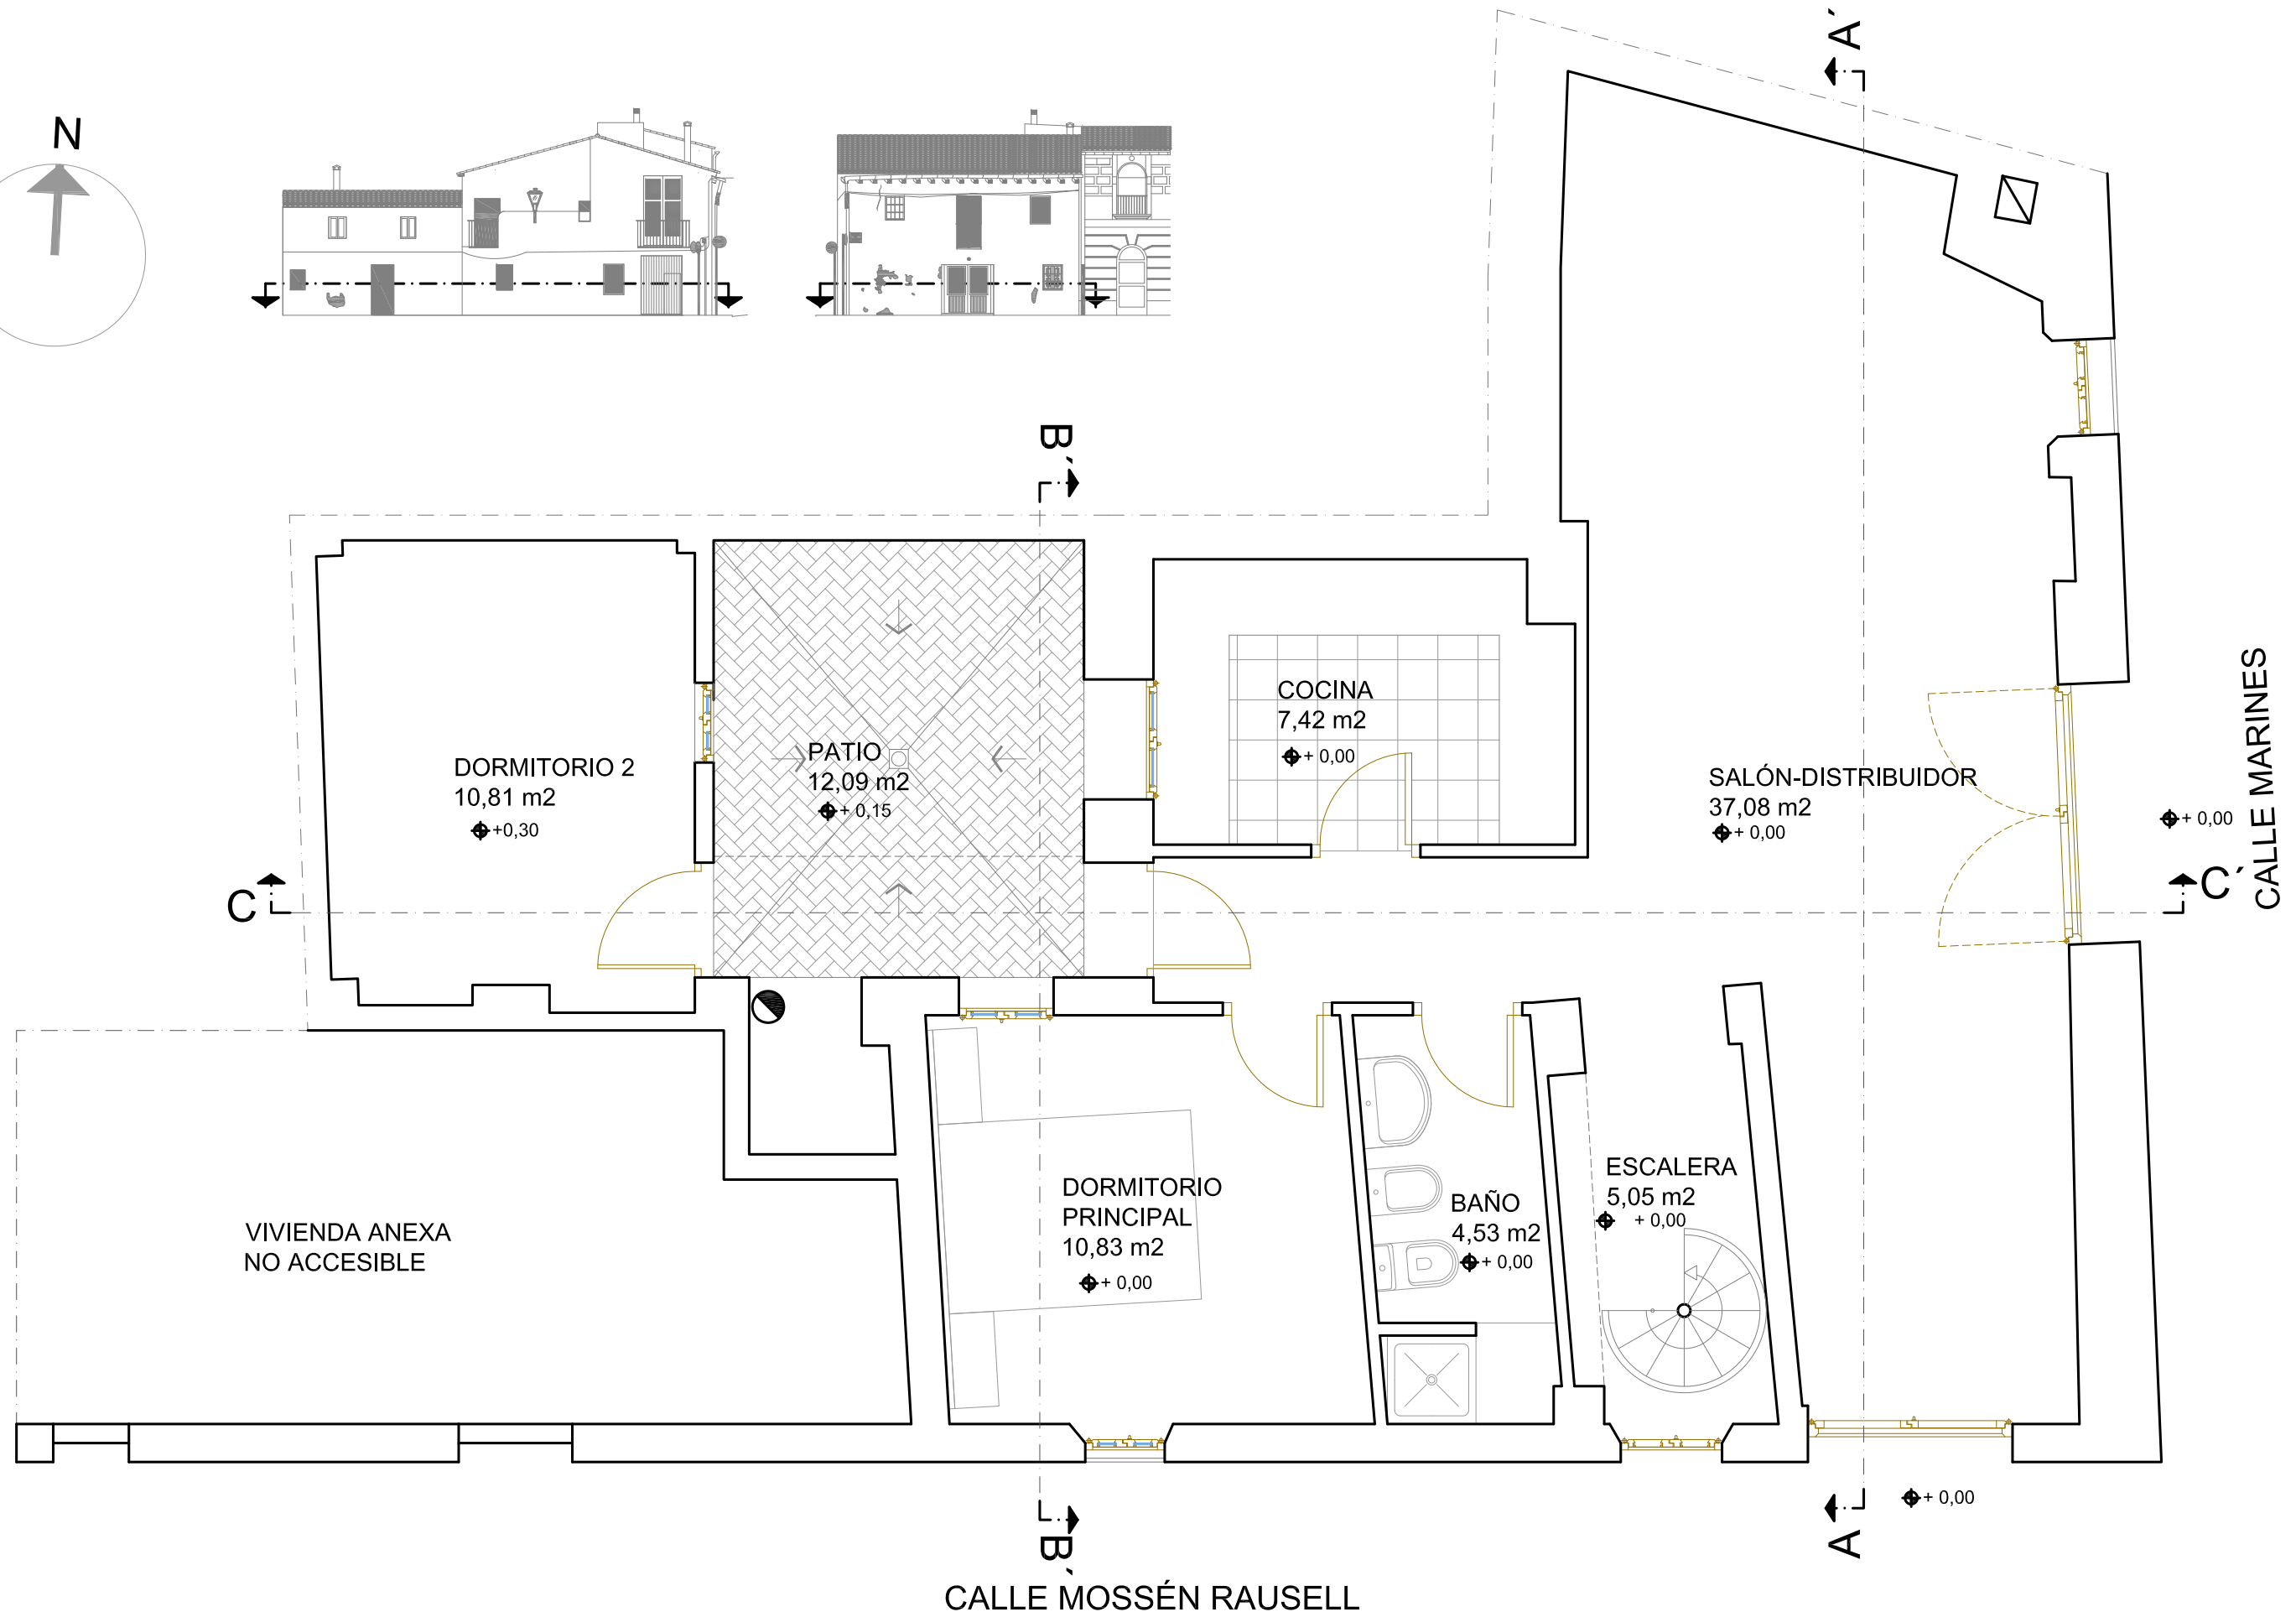 A´
N
B´
COCINA
7,42 m2
+ 0,00
PATIO
12,09 m2
+ 0,15
DORMITORIO 2
10,81 m2
+0,30
SALÓN-DISTRIBUIDOR
37,08 m2
+ 0,00
+ 0,00
CALLE MARINES
C
C´
DORMITORIO
PRINCIPAL
10,83 m2
+ 0,00
BAÑO
4,53 m2
+ 0,00
ESCALERA
5,05 m2
+ 0,00
VIVIENDA ANEXA
NO ACCESIBLE
+ 0,00
B´
A
CALLE MOSSÉN RAUSELL